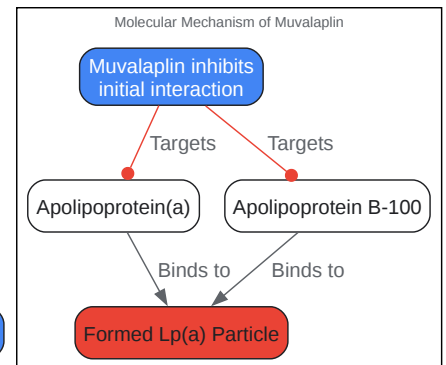 Molecular Mechanism of Muvalaplin
Muvalaplin inhibits
initial interaction
Targets
Targets
Apolipoprotein(a)
Apolipoprotein B-100
Binds to
Binds to
Formed Lp(a) Particle